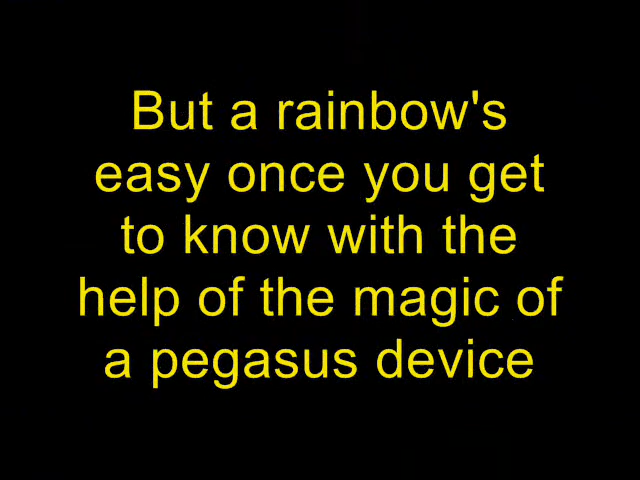 But a rainbow's
easy once you get
to know with the
help of the magic of
a pegasus device